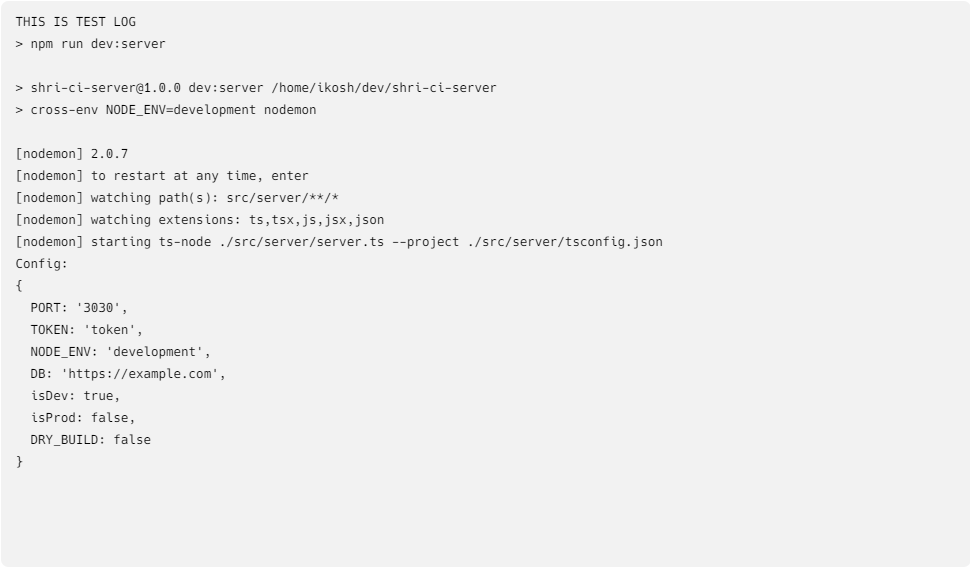 THIS IS TEST LOG
> npm run dev:server
> shri-ci-server@1.0.0 dev:server /home/ikosh/dev/shri-ci-server
> cross-env NODE_ENV=development nodemon
[nodemon] 2.0.7
[nodemon] to restart at any time, enter
[nodemon] watching path(s): src/server/**/*
[nodemon] watching extensions: ts,tsx,js,jsx,json
[nodemon] starting ts-node ./src/server/server.ts --project ./src/server/tsconfig.json
Config:
{
  PORT: '3030',
  TOKEN: 'token',
  NODE_ENV: 'development',
  DB: 'https://example.com',
  isDev: true,
  isProd: false,
  DRY_BUILD: false
}